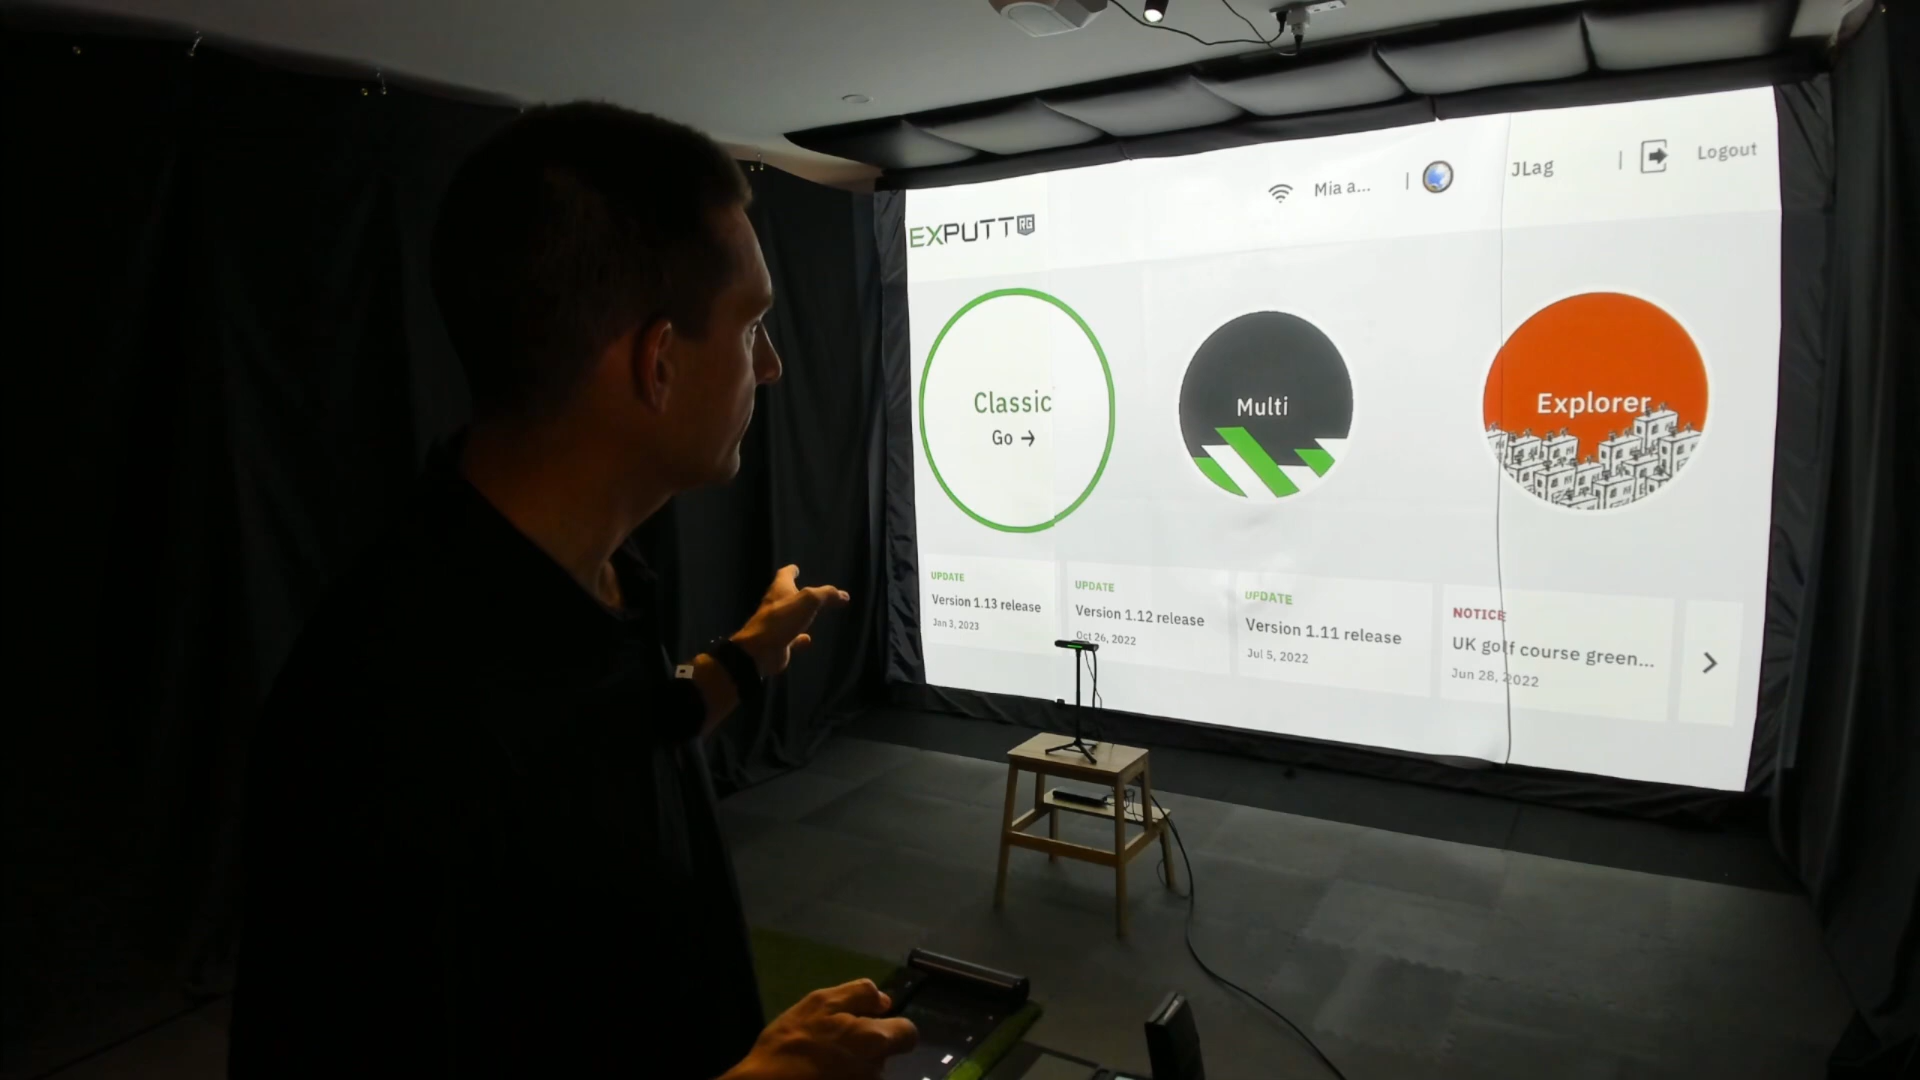 Mia a... | JLag | Logout
EXPUTT RG
Classic
Go →
Multi
Explorer
UPDATE
Version 1.13 release
Jan 3, 2023
UPDATE
Version 1.12 release
Oct 26, 2022
UPDATE
Version 1.11 release
Jul 5, 2022
NOTICE
UK golf course green...
Jun 28, 2022